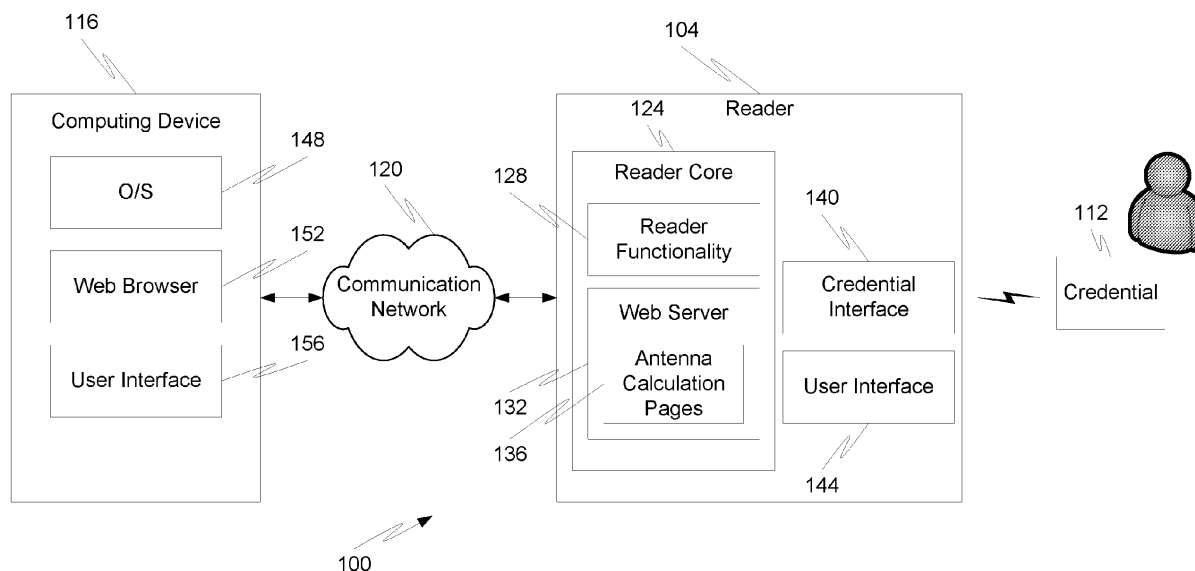 116
Computing Device
O/S
148
Web Browser
152
User Interface
156
120
Communication
Network
104
Reader
124
Reader Core
128
Reader
Functionality
Web Server
Antenna
Calculation
Pages
132
136
140
Credential
Interface
User Interface
144
112
Credential
100